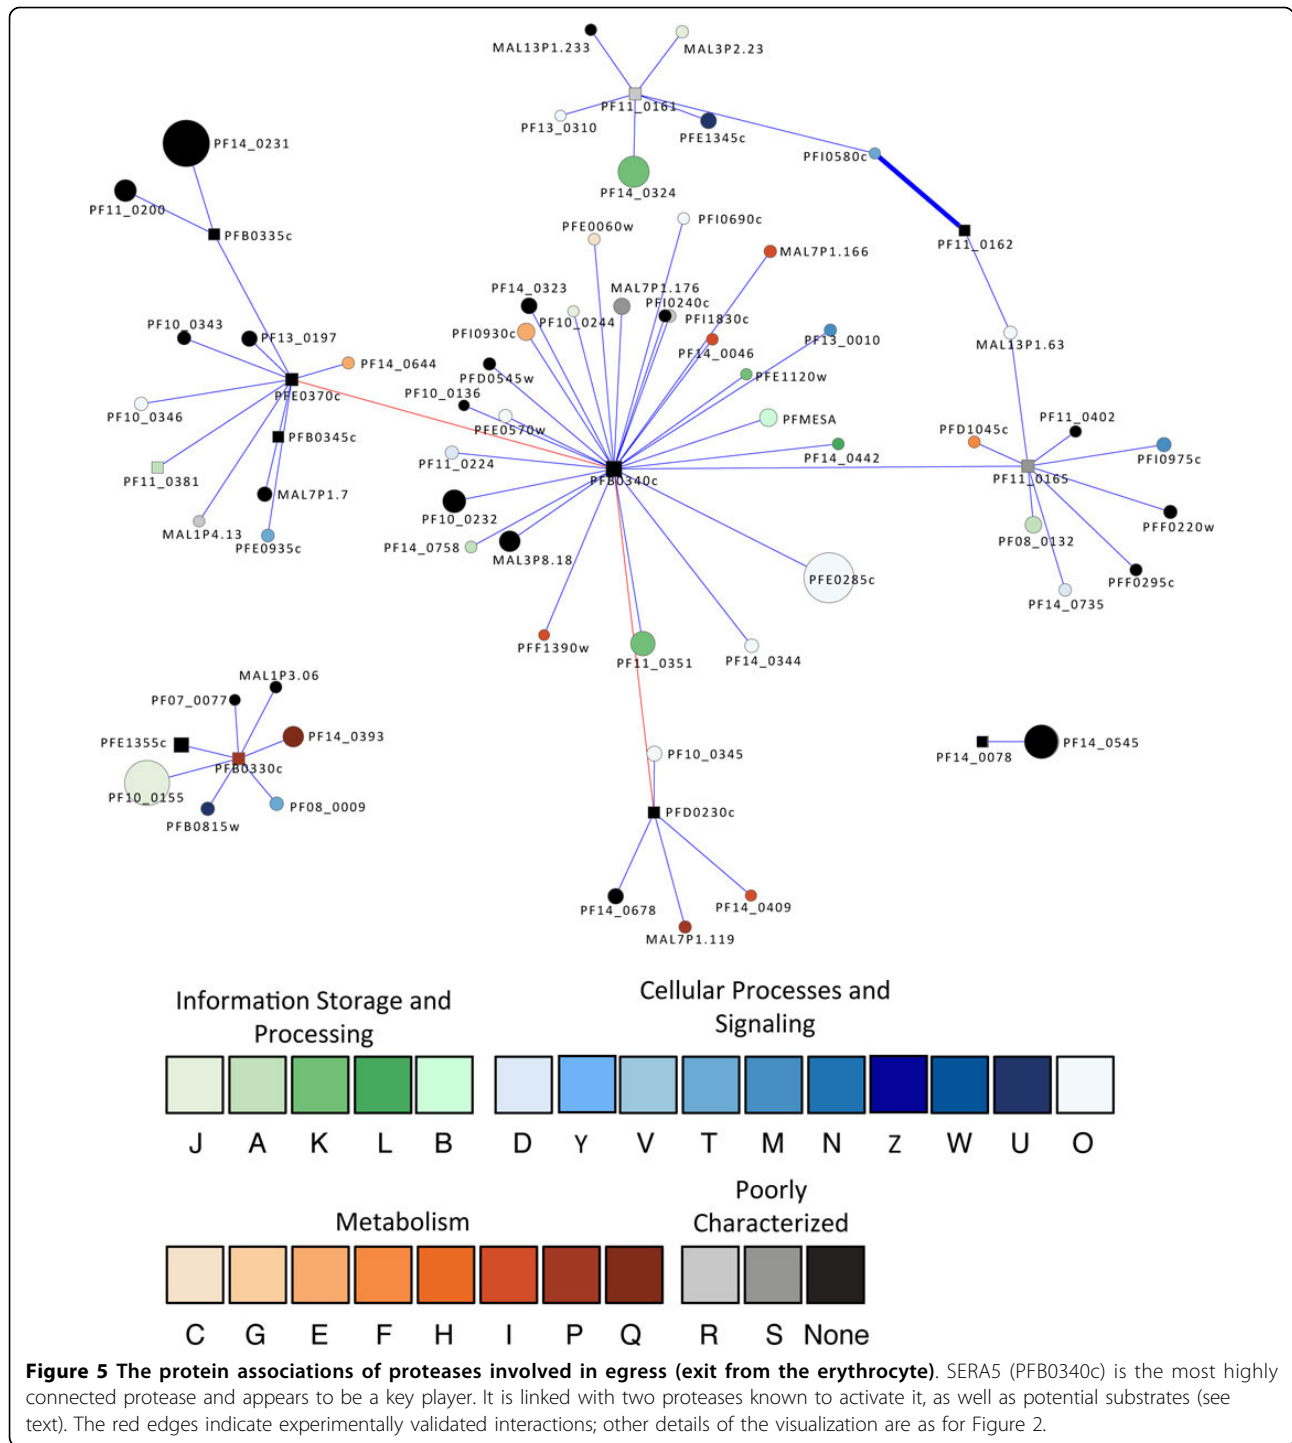 MAL13P1.233
MAL3P2.23
PF11_0161
PF13_0310
PFE1345c
PF14_0231
PFI0580c
PF14_0324
PF11_0200
PFI0690c
PFE0060w
PFB0335c
PF11_0162
MAL7P1.166
PF14_0323
MAL7P1.176
PFI0240c
PF10_0244
PFI1830c
PF10_0343
PFI0930c
PF13_0197
PF13_0010
MAL13P1.63
PF14_0046
PF14_0644
PFD0545w
PFE1120w
PFE0370c
PF10_0136
PF10_0346
PFE0570w
PFMESA
PF11_0402
PFD1045c
PFB0345c
PF14_0442
PFI0975c
PF11_0224
PFB0340c
PF11_0165
PF11_0381
MAL7P1.7
PF10_0232
PFF0220w
MAL1P4.13
PFE0935c
PF14_0758
PF08_0132
MAL3P8.18
PFE0285c
PFF0295c
PF14_0735
PFF1390w
PF11_0351
PF14_0344
MAL1P3.06
PF07_0077
PF14_0393
PFE1355c
PF10_0345
PF14_0545
PF14_0078
PFB0330c
PF10_0155
PF08_0009
PFD0230c
PFB0815w
PF14_0678
PF14_0409
MAL7P1.119
Information Storage and
Processing
Cellular Processes and
Signaling
J A K L B D Y V T M N Z W U O
Metabolism
Poorly
Characterized
C G E F H I P Q R S None
Figure 5 The protein associations of proteases involved in egress (exit from the erythrocyte). SERA5 (PFB0340c) is the most highly
connected protease and appears to be a key player. It is linked with two proteases known to activate it, as well as potential substrates (see
text). The red edges indicate experimentally validated interactions; other details of the visualization are as for Figure 2.